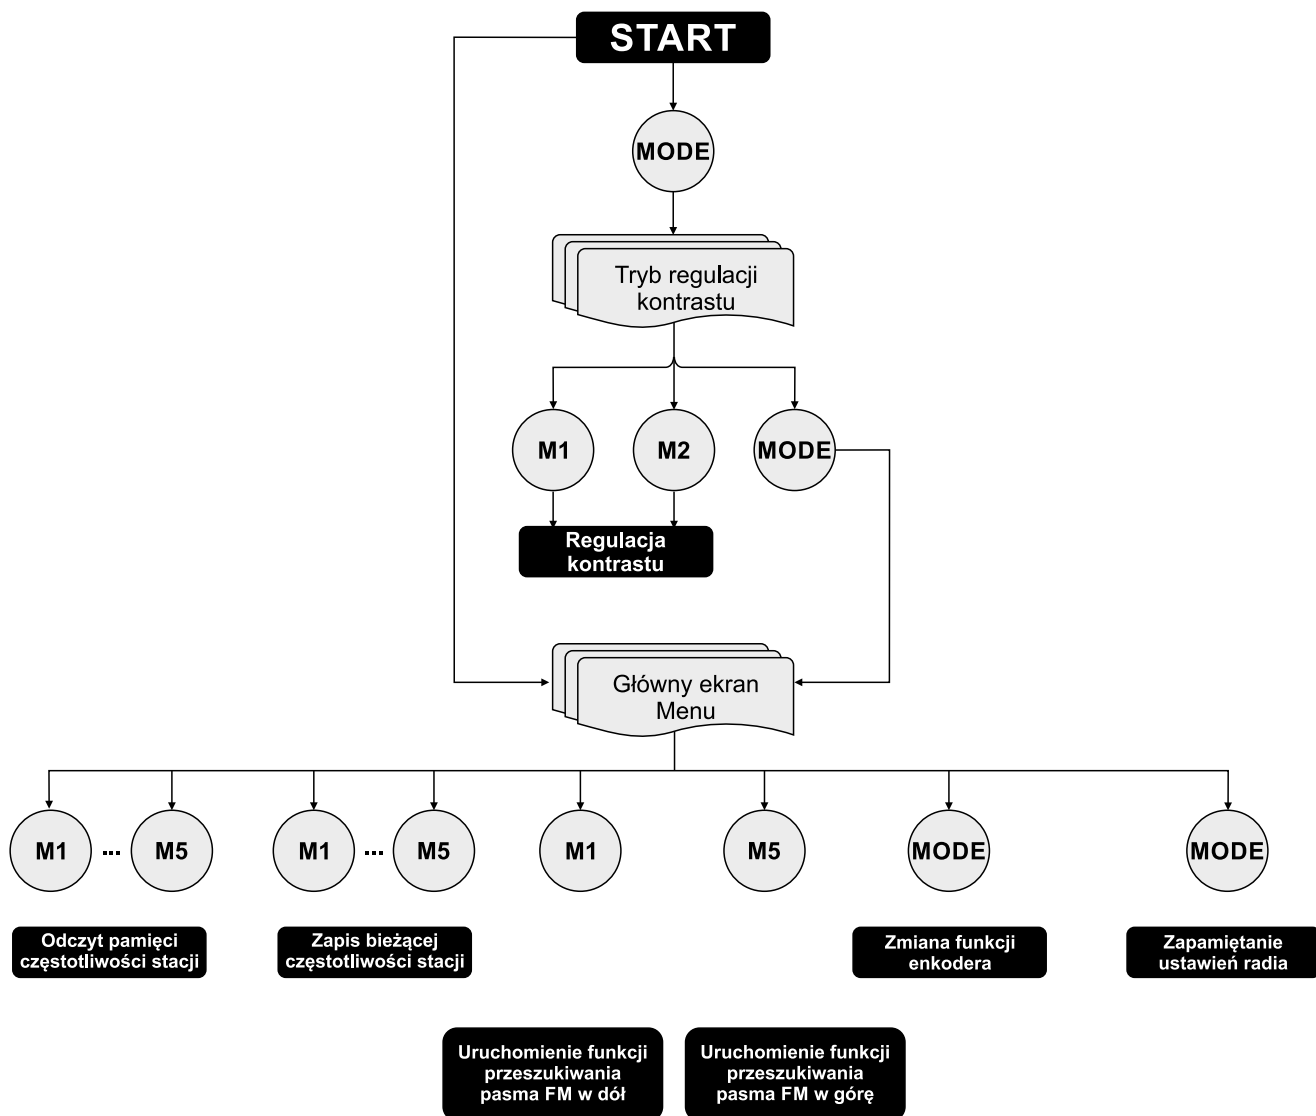 START
MODE
Tryb regulacji
kontrastu
M1
M2
MODE
Regulacja
kontrastu
Główny ekran
Menu
M1 ... M5
M1 ... M5
M1
M5
MODE
MODE
Odczyt pamięci
częstotliwości stacji
Zapis bieżącej
częstotliwości stacji
Zmiana funkcji
enkodera
Zapamiętanie
ustawień radia
Uruchomienie funkcji
przeszukiwania
pasma FM w dół
Uruchomienie funkcji
przeszukiwania
pasma FM w górę